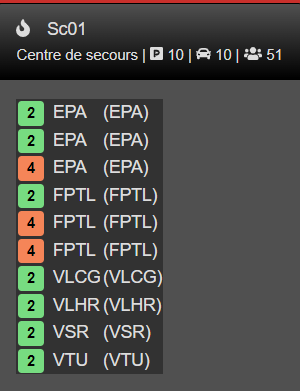 Sc01
Centre de secours | P 10 | 10 | 51
2 EPA (EPA)
2 EPA (EPA)
4 EPA (EPA)
2 FPTL (FPTL)
4 FPTL (FPTL)
4 FPTL (FPTL)
2 VLCG (VLCG)
2 VLHR (VLHR)
2 VSR (VSR)
2 VTU (VTU)